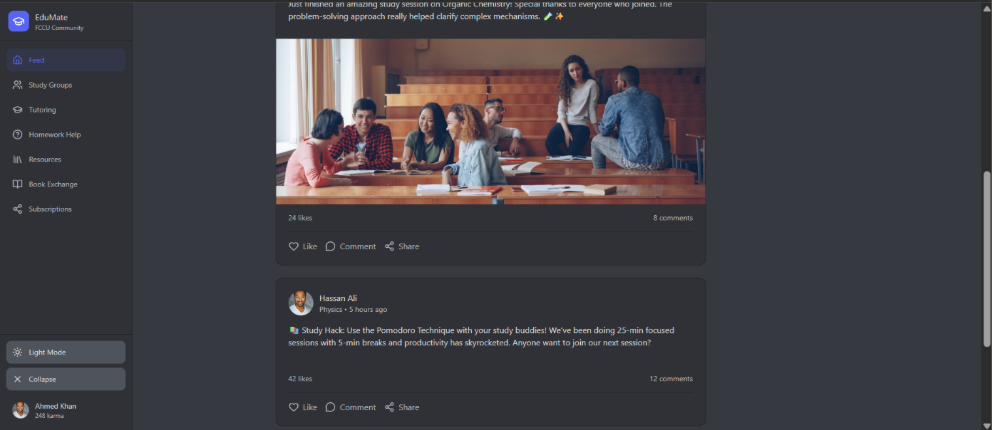 EduMate
FCCU Community
Feed
Study Groups
Tutoring
Homework Help
Resources
Book Exchange
Subscriptions
Light Mode
Collapse
Ahmed Khan
248 karma
Just finished an amazing study session on Organic Chemistry! Special thanks to everyone who joined. The
problem-solving approach really helped clarify complex mechanisms. 🧪 ✨
24 likes
8 comments
Like Comment Share
Hassan Ali
Physics • 5 hours ago
📚 Study Hack: Use the Pomodoro Technique with your study buddies! We've been doing 25-min focused
sessions with 5-min breaks and productivity has skyrocketed. Anyone want to join our next session?
42 likes
12 comments
Like Comment Share